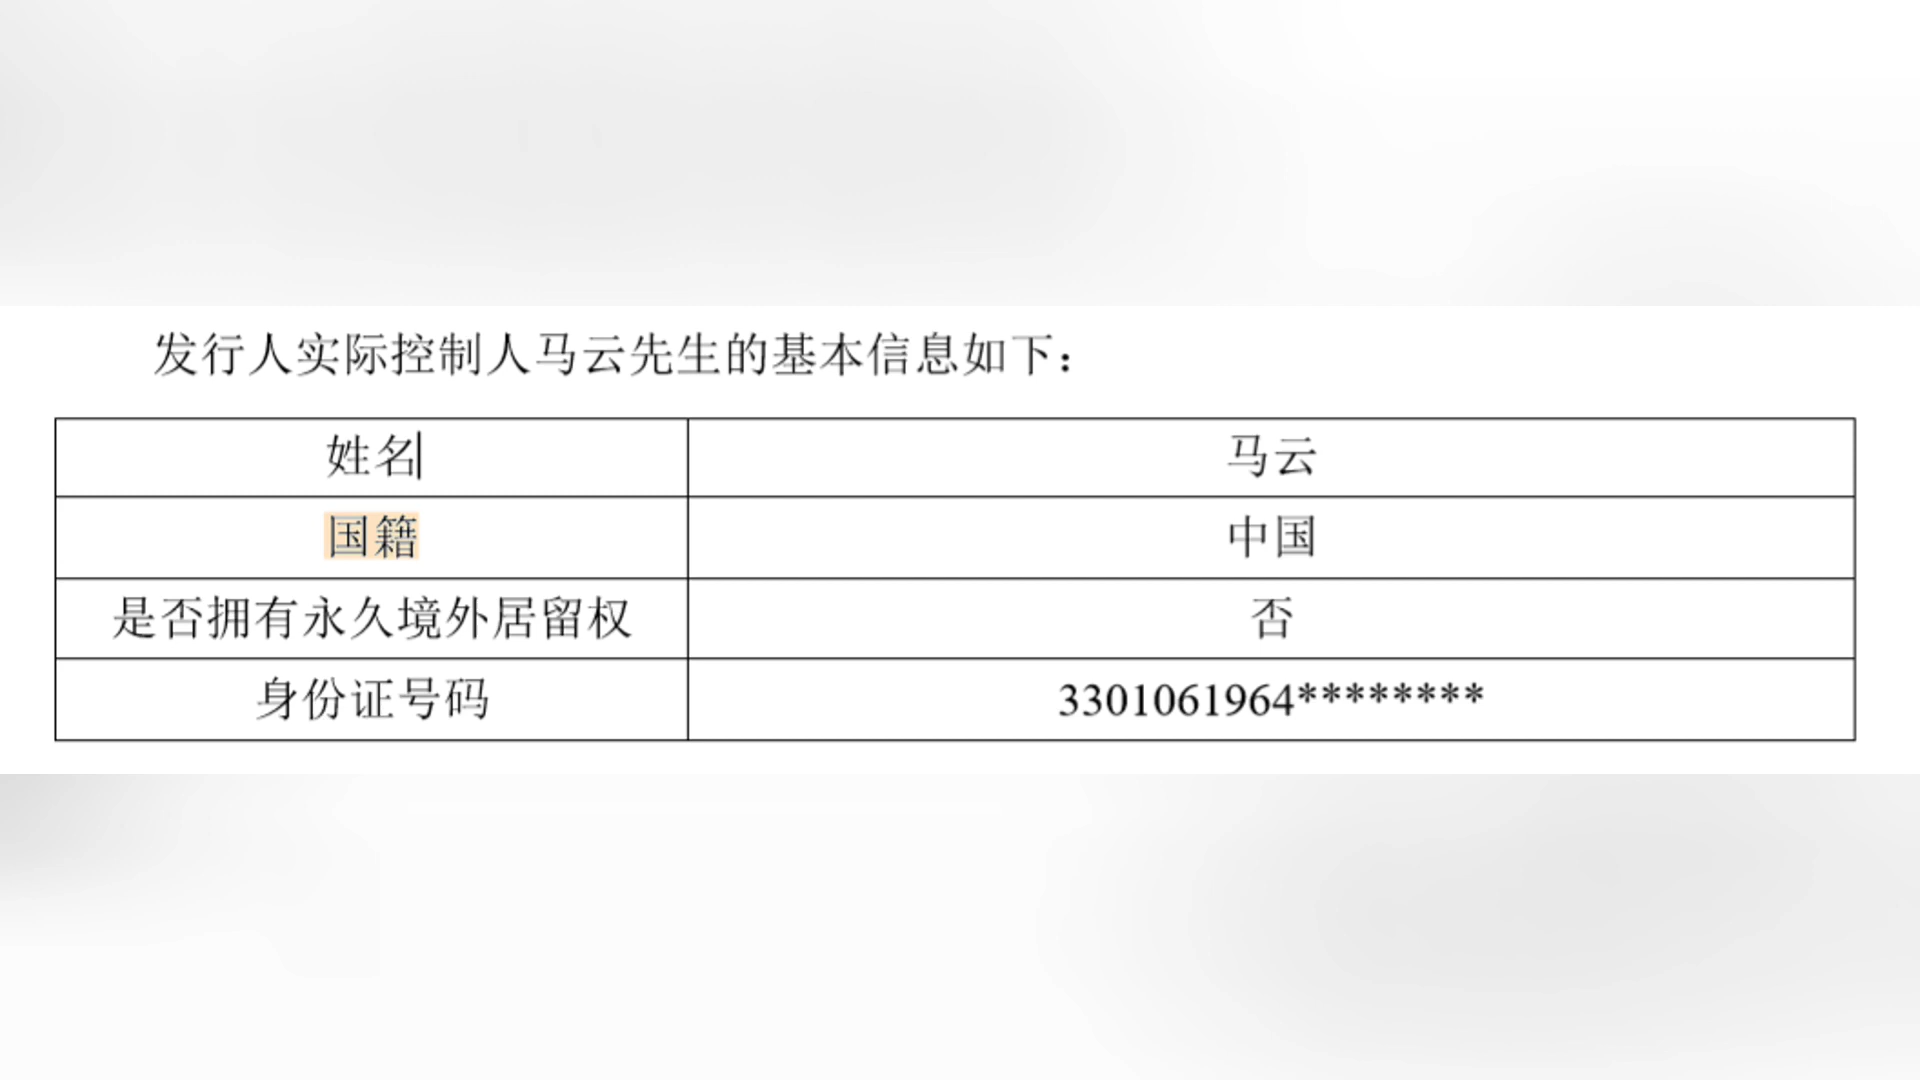 发行人实际控制人马云先生的基本信息如下：
姓名 马云
国籍 中国
是否拥有永久境外居留权 否
身份证号码 3301061964********